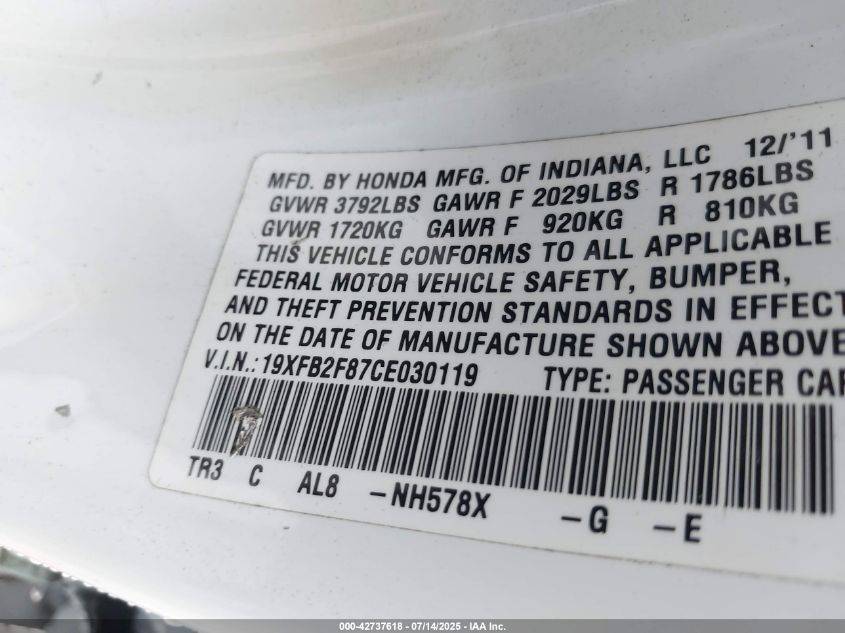 MFD. BY HONDA MFG. OF INDIANA, LLC 12/'11
GVWR 3792LBS GAWR F 2029LBS R 1786LBS
GVWR 1720KG GAWR F 920KG R 810KG
THIS VEHICLE CONFORMS TO ALL APPLICABLE
FEDERAL MOTOR VEHICLE SAFETY, BUMPER,
AND THEFT PREVENTION STANDARDS IN EFFECT
ON THE DATE OF MANUFACTURE SHOWN ABOVE
V.I.N.:19XFB2F87CE030119 TYPE: PASSENGER CAR
TR3 C AL8 -NH578X -G -E
000-42737618 - 07/14/2025 - IAA Inc.